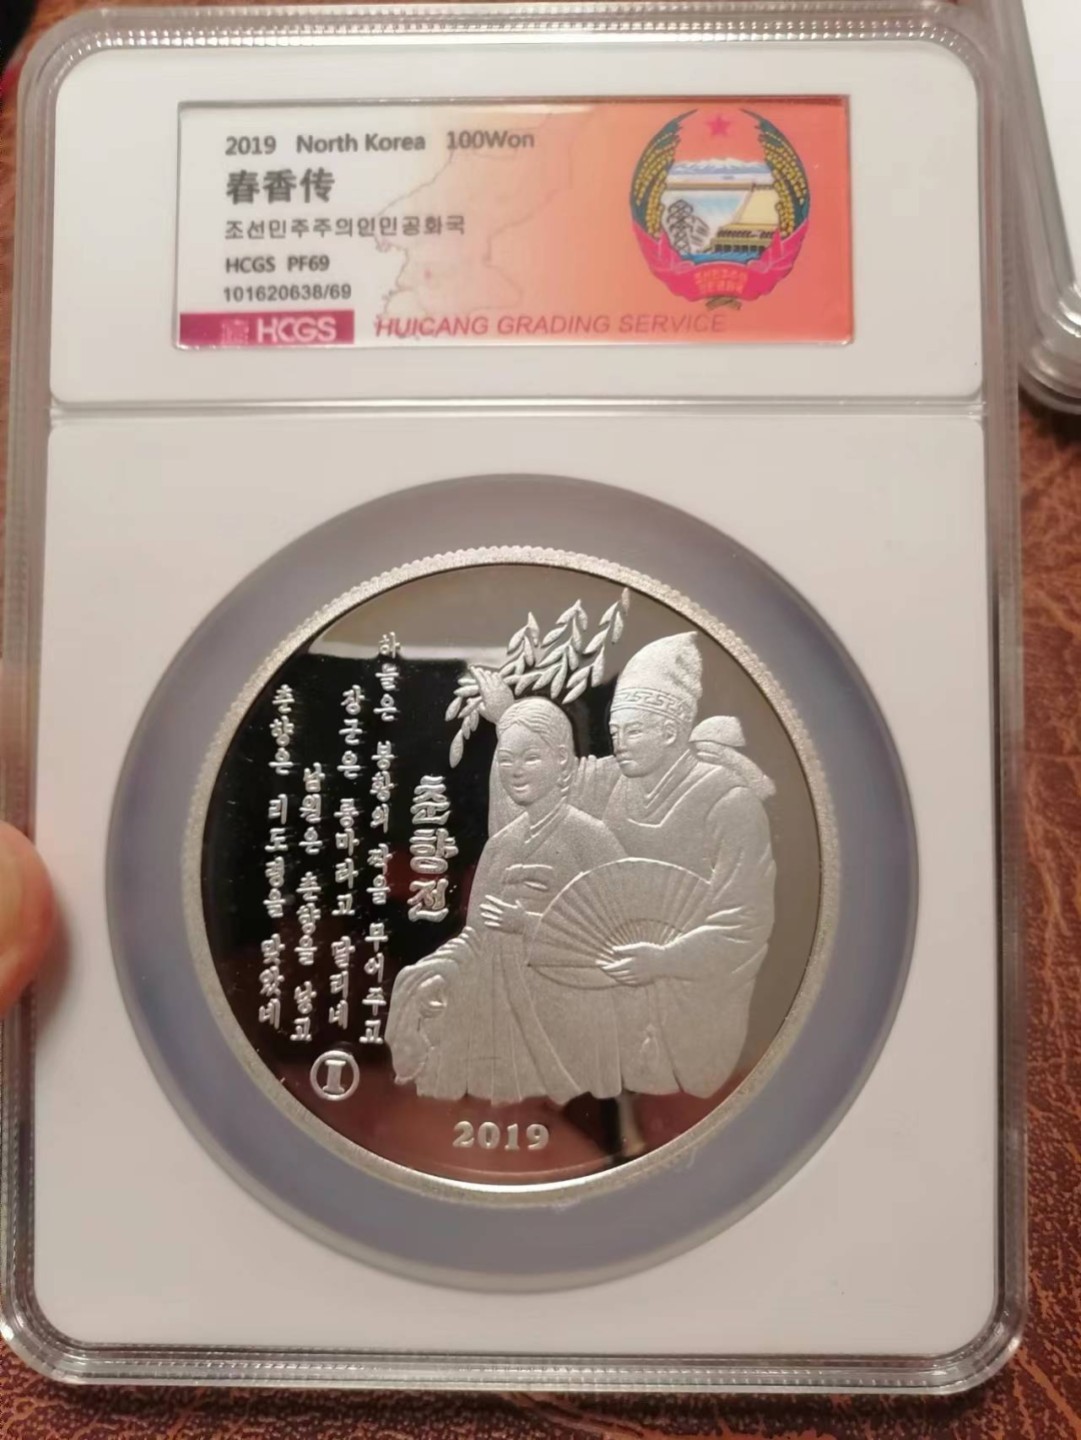 2019 North Korea 100Won
春香传
조선민주주의인민공화국
HCGS PF69
101620638/69
HCGS HUICANG GRADING SERVICE
하늘은 봉황의 짝을 무어주고
장군은 룡마라고 달리네
남원은 춘향을 낳고
춘향은 리도령을 맞았네
춘향전
I
2019